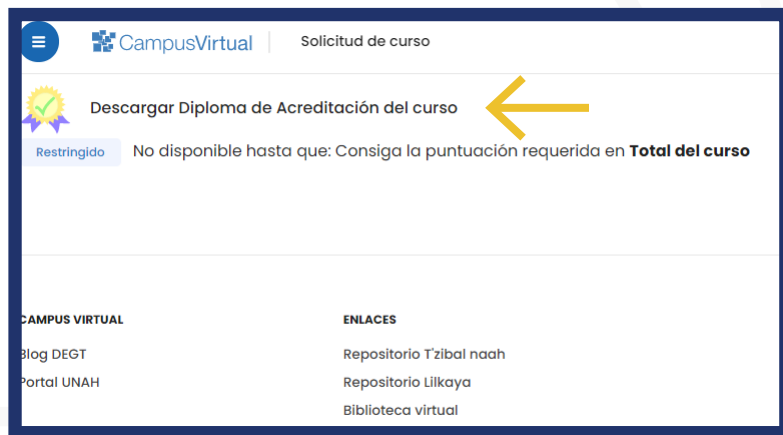 CampusVirtual Solicitud de curso
Descargar Diploma de Acreditación del curso
Restringido No disponible hasta que: Consiga la puntuación requerida en Total del curso
CAMPUS VIRTUAL ENLACES
Blog DEGT Repositorio T'zibal naah
Portal UNAH Repositorio Lilkaya
Biblioteca virtual